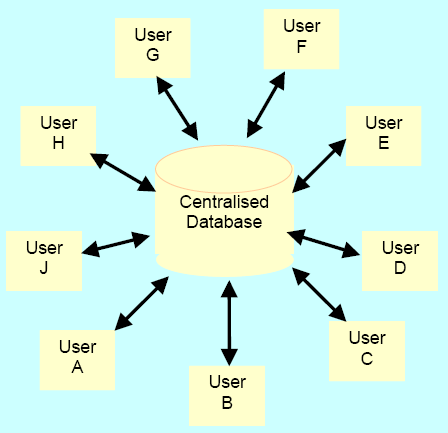 User
F
User
G
User
H
User
E
Centralised
Database
User
J
User
D
User
A
User
C
User
B